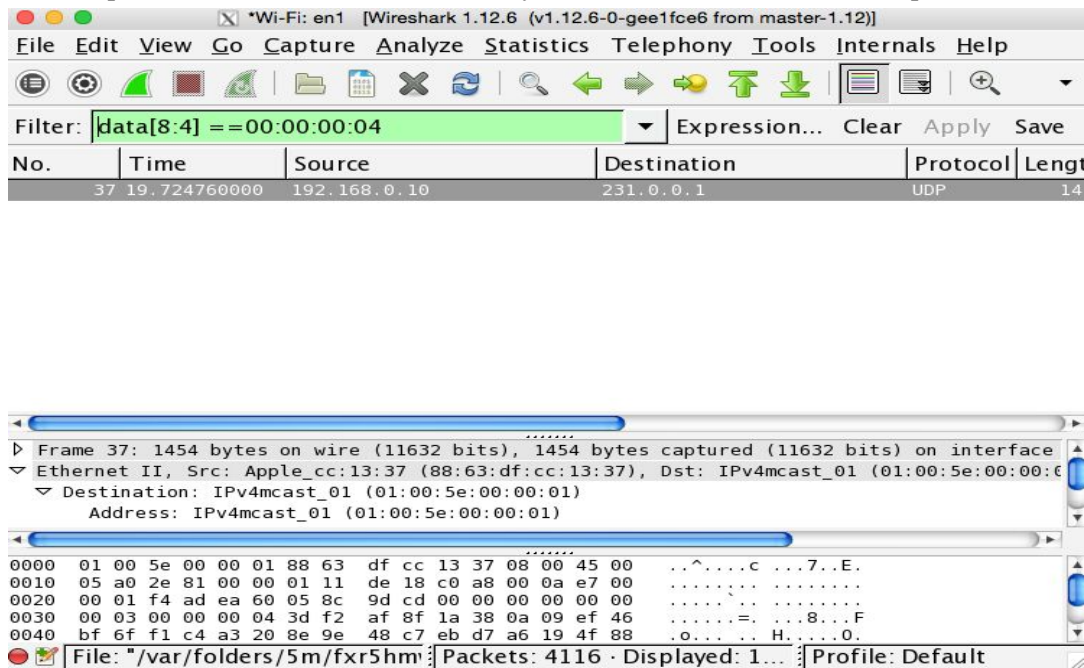 *Wi-Fi: en1 [Wireshark 1.12.6 (v1.12.6-0-gee1fce6 from master-1.12)]
File Edit View Go Capture Analyze Statistics Telephony Tools Internals Help
Filter: data[8:4] ==00:00:00:04 Expression... Clear Apply Save
No. Time Source Destination Protocol Lengt
37 19.724760000 192.168.0.10 231.0.0.1 UDP 14
Frame 37: 1454 bytes on wire (11632 bits), 1454 bytes captured (11632 bits) on interface
Ethernet II, Src: Apple_cc:13:37 (88:63:df:cc:13:37), Dst: IPv4mcast_01 (01:00:5e:00:00:0
Destination: IPv4mcast_01 (01:00:5e:00:00:01)
Address: IPv4mcast_01 (01:00:5e:00:00:01)
0000 01 00 5e 00 00 01 88 63 df cc 13 37 08 00 45 00 ..^....c ...7..E.
0010 05 a0 2e 81 00 00 01 11 de 18 c0 a8 00 0a e7 00 ........ ........
0020 00 01 f4 ad ea 60 05 8c 9d cd 00 00 00 00 00 00 .....`.. ........
0030 00 03 00 00 00 04 3d f2 af 8f 1a 38 0a 09 ef 46 ......=. ...8...F
0040 bf 6f f1 c4 a3 20 8e 9e 48 c7 eb d7 a6 19 4f 88 .o... .. H.....O.
File: "/var/folders/5m/fxr5hm Packets: 4116 · Displayed: 1... Profile: Default